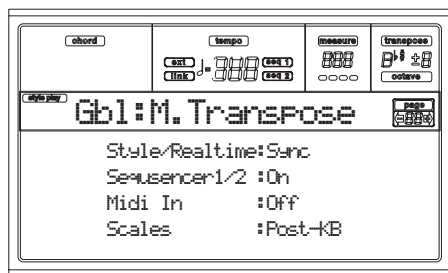 chord tempo measure transpose
ext seq 1
link seq 2
octave
style play Gbl:M.Transpose page
Style/Realtime:Sync
Sequsencer1/2 :On
Midi In :Off
Scales :Post-KB